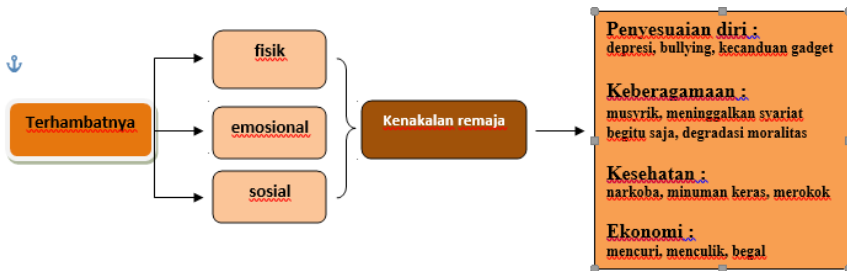 Terhambatnya
fisik
emosional
sosial
Kenakalan remaja
Penyesuaian diri :
depresi, bullying, kecanduan gadget
Keberagamaan :
musyrik, meninggalkan syariat
begitu saja, degradasi moralitas
Kesehatan :
narkoba, minuman keras, merokok
Ekonomi :
mencuri, menculik, begal